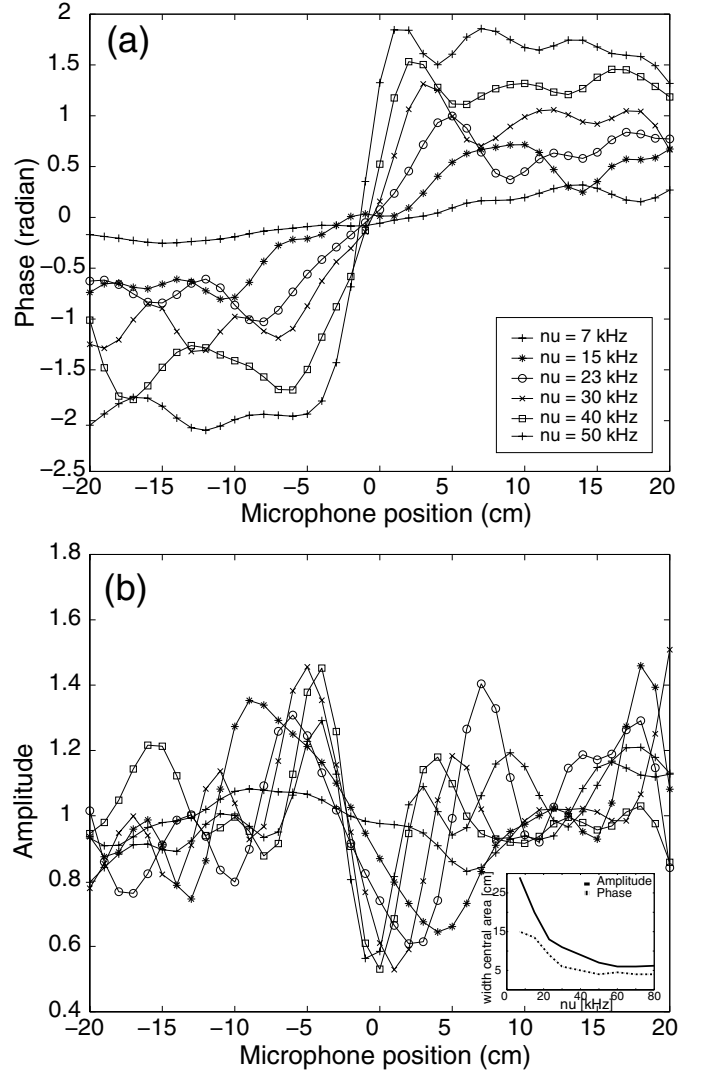 2
(a)
1.5
1
0.5
0
−0.5
−1
−1.5
−2
−2.5
Phase (radian)
nu = 7 kHz
nu = 15 kHz
nu = 23 kHz
nu = 30 kHz
nu = 40 kHz
nu = 50 kHz
−20 −15 −10 −5 0 5 10 15 20
Microphone position (cm)
1.8
(b)
1.6
1.4
1.2
1
0.8
0.6
0.4
Amplitude
Amplitude
Phase
25
15
5
width central area [cm]
0 20 40 60 80
nu [kHz]
−20 −15 −10 −5 0 5 10 15 20
Microphone position (cm)